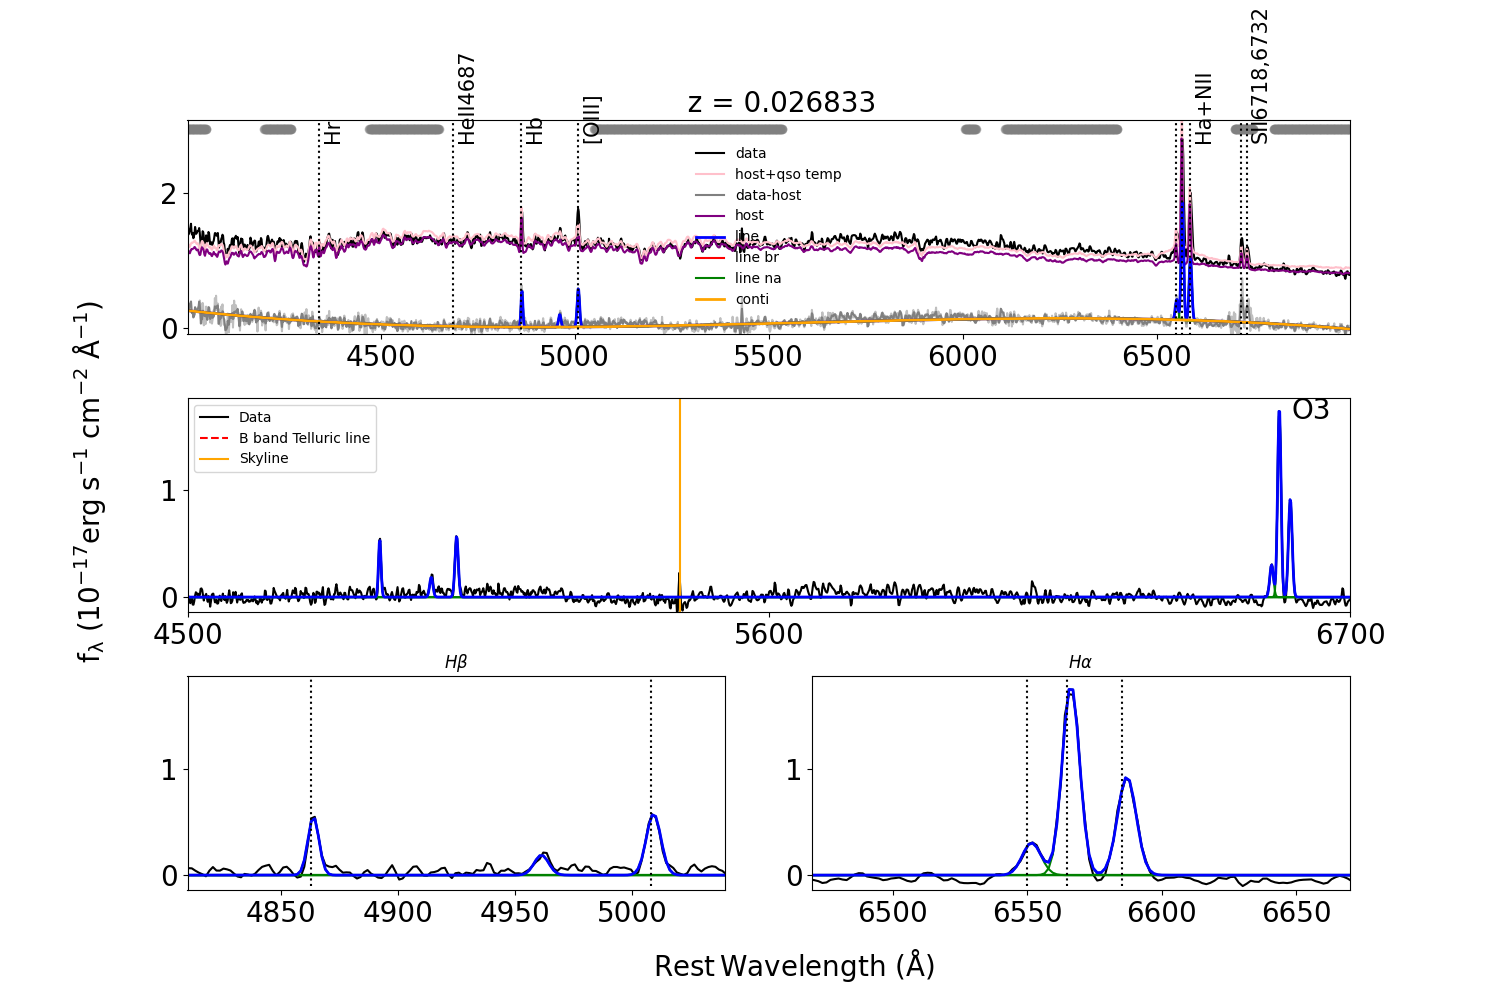 z = 0.026833
Hr
HeII4687
Hb
[OIII]
Ha+NII
SII6718,6732
data
host+qso temp
data-host
host
line
line br
line na
conti
2
0
4500 5000 5500 6000 6500
Data
B band Telluric line
Skyline
O3
1
0
4500 5600 6700
fλ (10−17erg s−1 cm−2 Å−1)
Hβ
1
0
4850 4900 4950 5000
Hα
1
0
6500 6550 6600 6650
Rest Wavelength (Å)